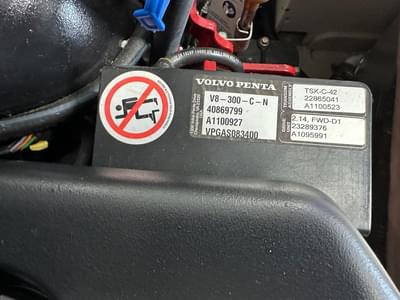 VOLVO PENTA
V8-300-C-N
40869799
A1100927
VPGAS083400
TSK-C-42
22865041
A1100523
2.14, FWD-D1
23289376
A1095991